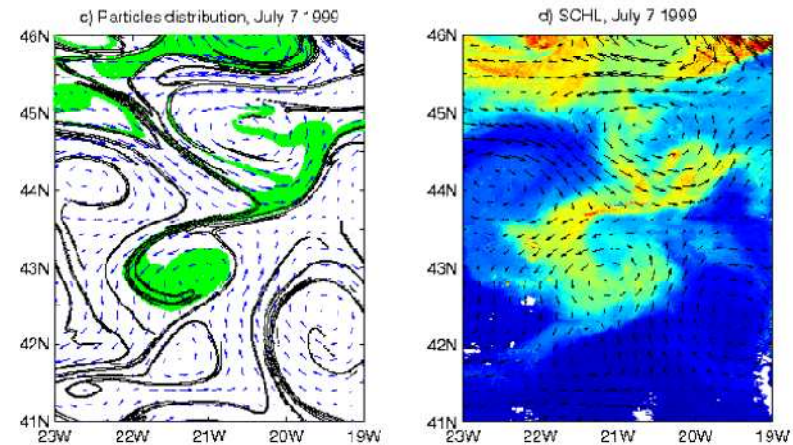 c) Particles distribution, July 7 1999
46N
45N
44N
43N
42N
41N
23W 22W 21W 20W 19W
d) SCHL, July 7 1999
46N
45N
44N
43N
42N
41N
23W 22W 21W 20W 19W